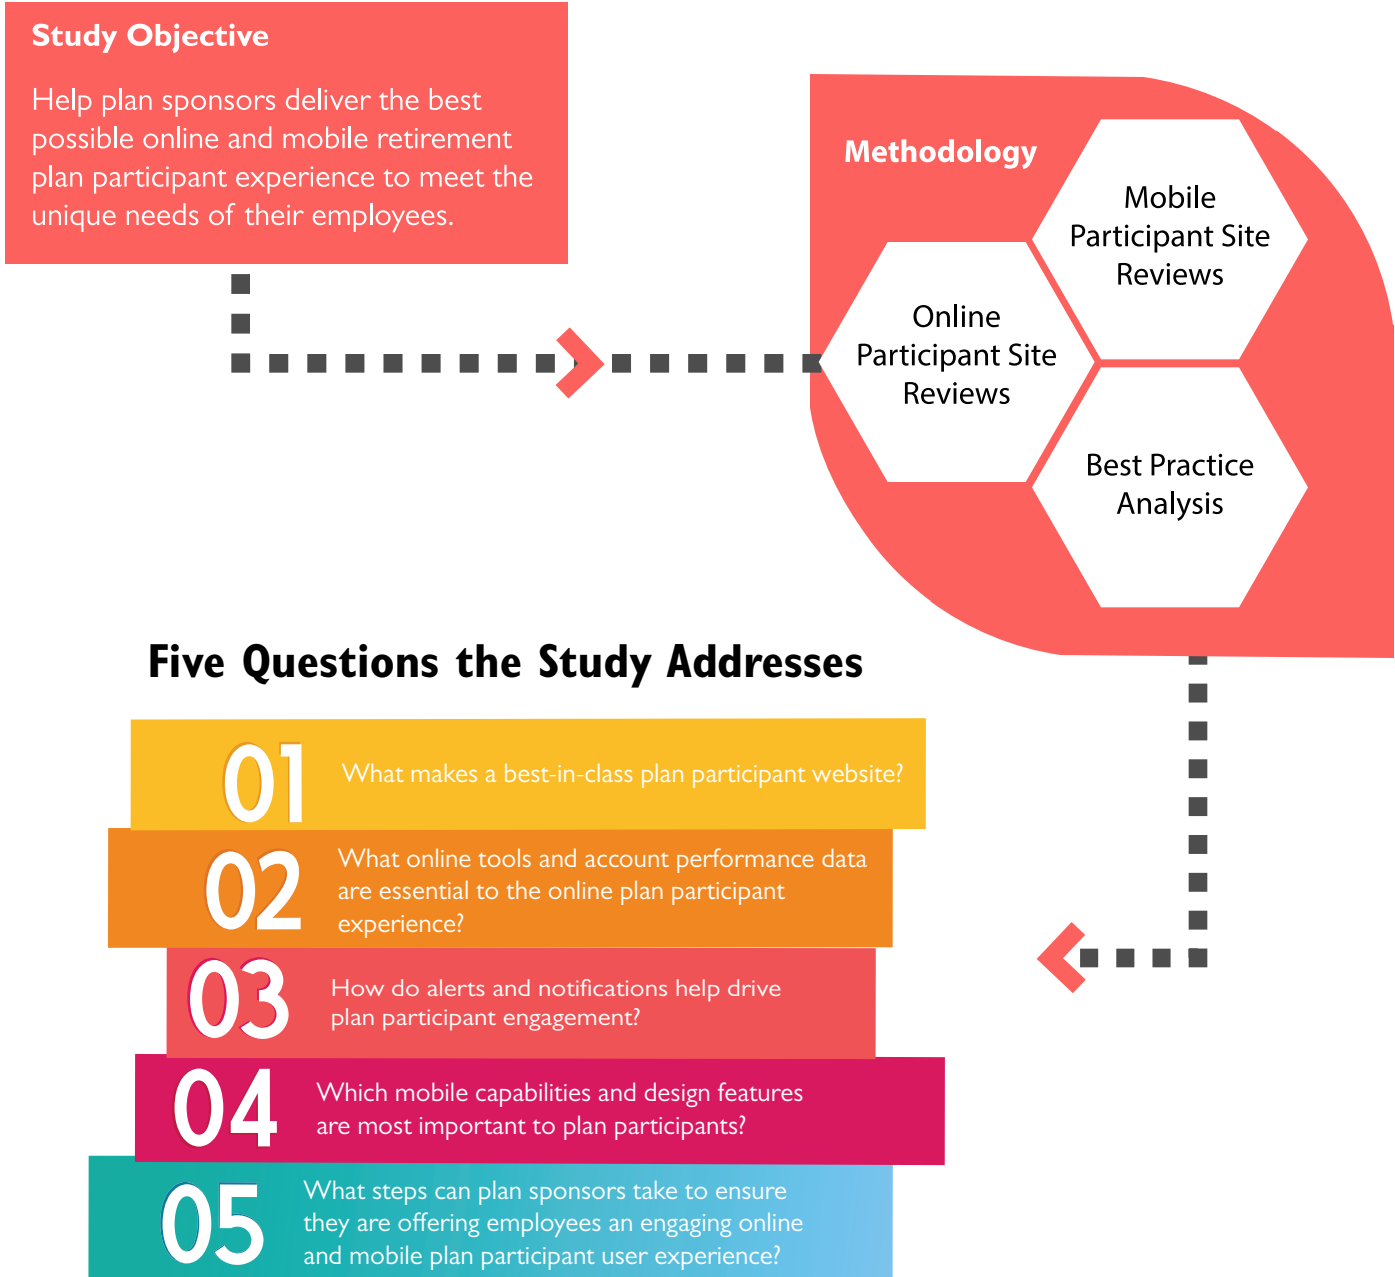 Study Objective
Help plan sponsors deliver the best
possible online and mobile retirement
plan participant experience to meet the
unique needs of their employees.
Methodology
Mobile
Participant Site
Reviews
Online
Participant Site
Reviews
Best Practice
Analysis
Five Questions the Study Addresses
01
What makes a best-in-class plan participant website?
02
What online tools and account performance data
are essential to the online plan participant
experience?
03
How do alerts and notifications help drive
plan participant engagement?
04
Which mobile capabilities and design features
are most important to plan participants?
05
What steps can plan sponsors take to ensure
they are offering employees an engaging online
and mobile plan participant user experience?